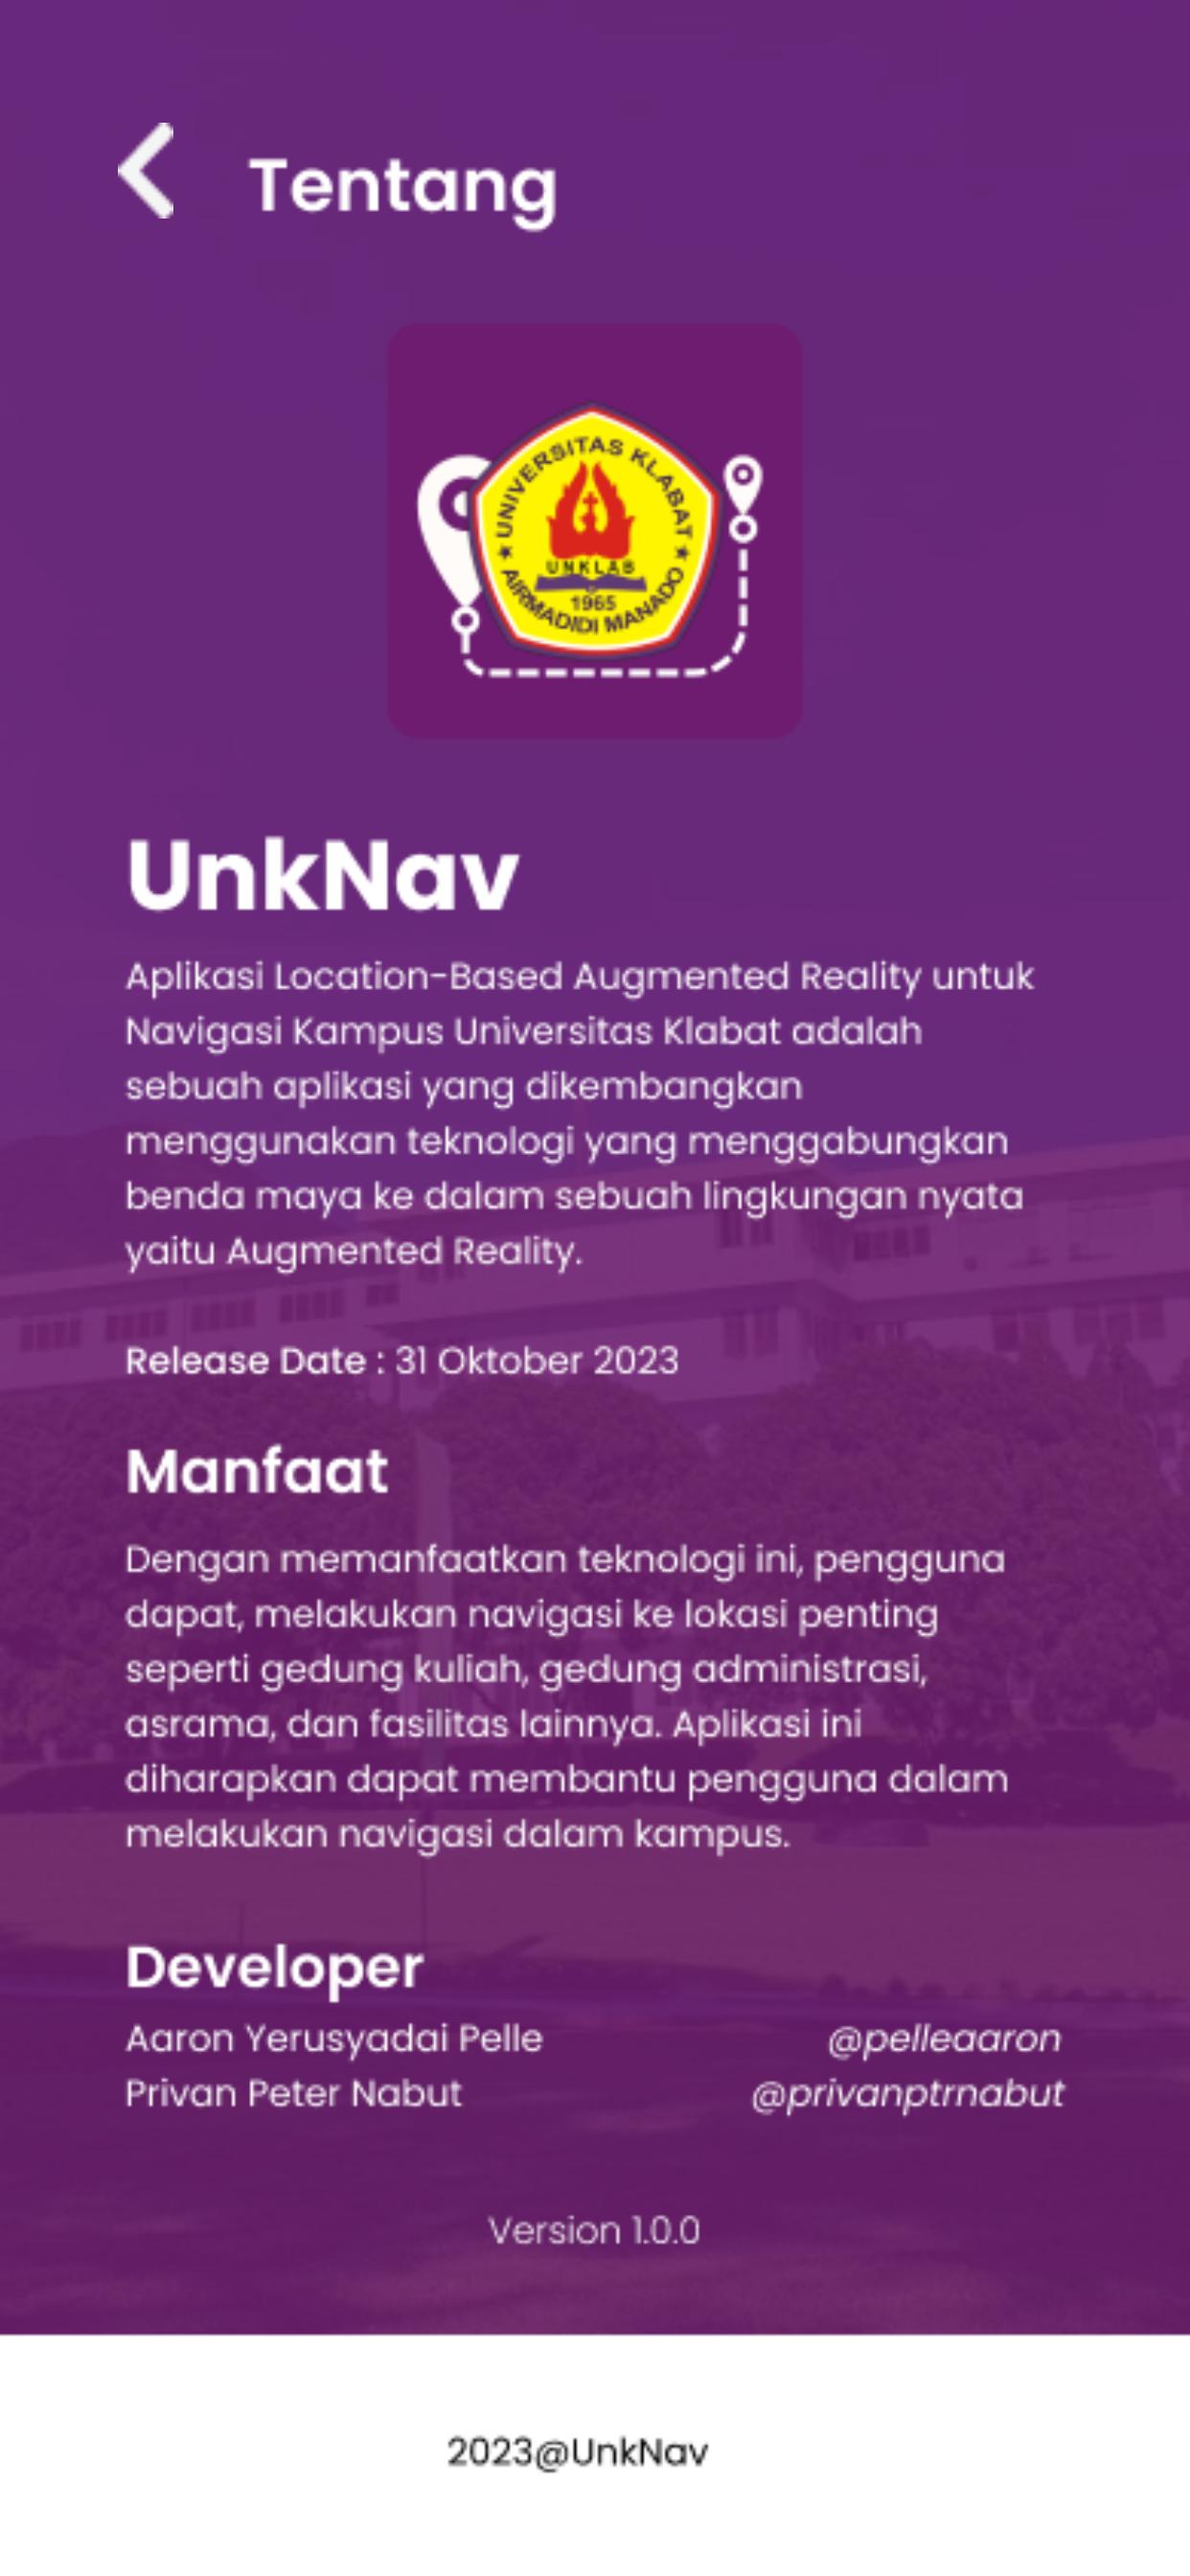 Tentang
UNIVERSITAS KLABAT
UNKLAB
1965
AIRMADIDI MANADO
UnkNav
Aplikasi Location-Based Augmented Reality untuk
Navigasi Kampus Universitas Klabat adalah
sebuah aplikasi yang dikembangkan
menggunakan teknologi yang menggabungkan
benda maya ke dalam sebuah lingkungan nyata
yaitu Augmented Reality.
Release Date : 31 Oktober 2023
Manfaat
Dengan memanfaatkan teknologi ini, pengguna
dapat, melakukan navigasi ke lokasi penting
seperti gedung kuliah, gedung administrasi,
asrama, dan fasilitas lainnya. Aplikasi ini
diharapkan dapat membantu pengguna dalam
melakukan navigasi dalam kampus.
Developer
Aaron Yerusyadai Pelle @pelleaaron
Privan Peter Nabut @privanptrnabut
Version 1.0.0
2023@UnkNav